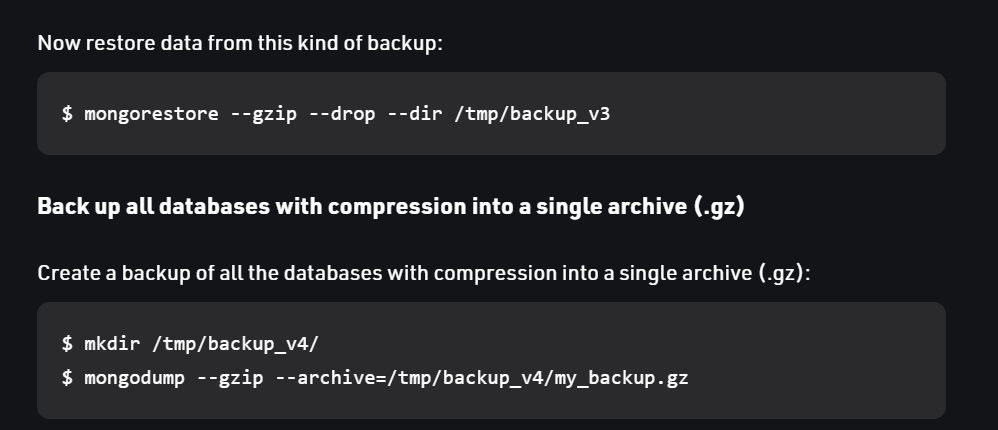 Now restore data from this kind of backup:
$ mongorestore --gzip --drop --dir /tmp/backup_v3
Back up all databases with compression into a single archive (.gz)
Create a backup of all the databases with compression into a single archive (.gz):
$ mkdir /tmp/backup_v4/
$ mongodump --gzip --archive=/tmp/backup_v4/my_backup.gz